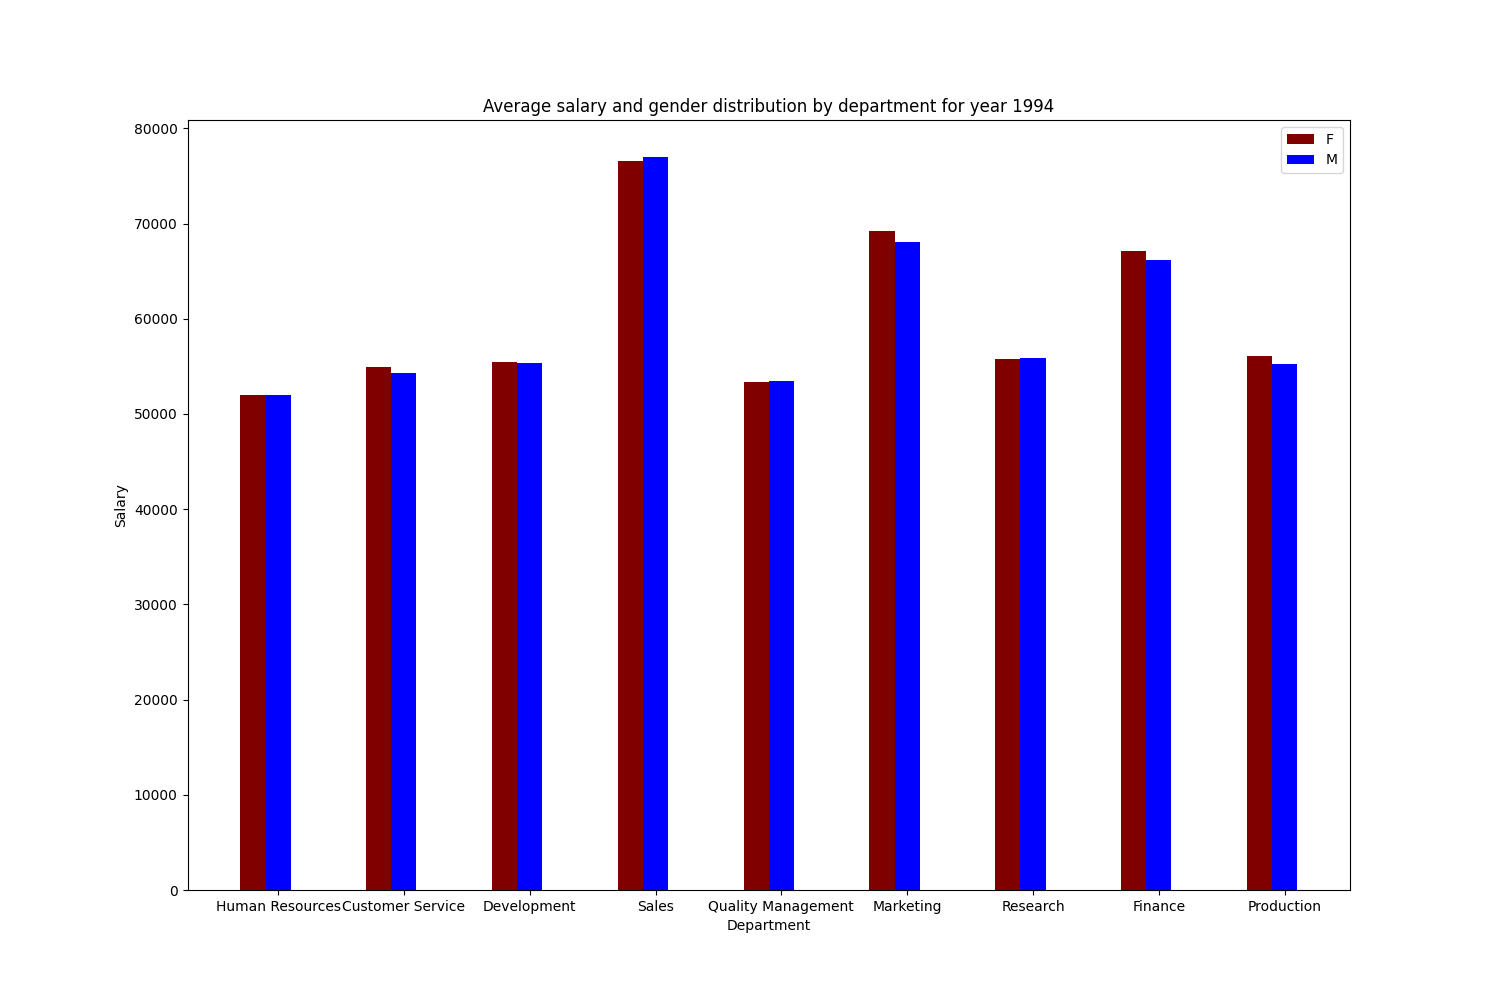 Average salary and gender distribution by department for year 1994
F
M
80000
70000
60000
50000
40000
30000
20000
10000
0
Salary
Human Resources Customer Service Development Sales Quality Management Marketing Research Finance Production
Department